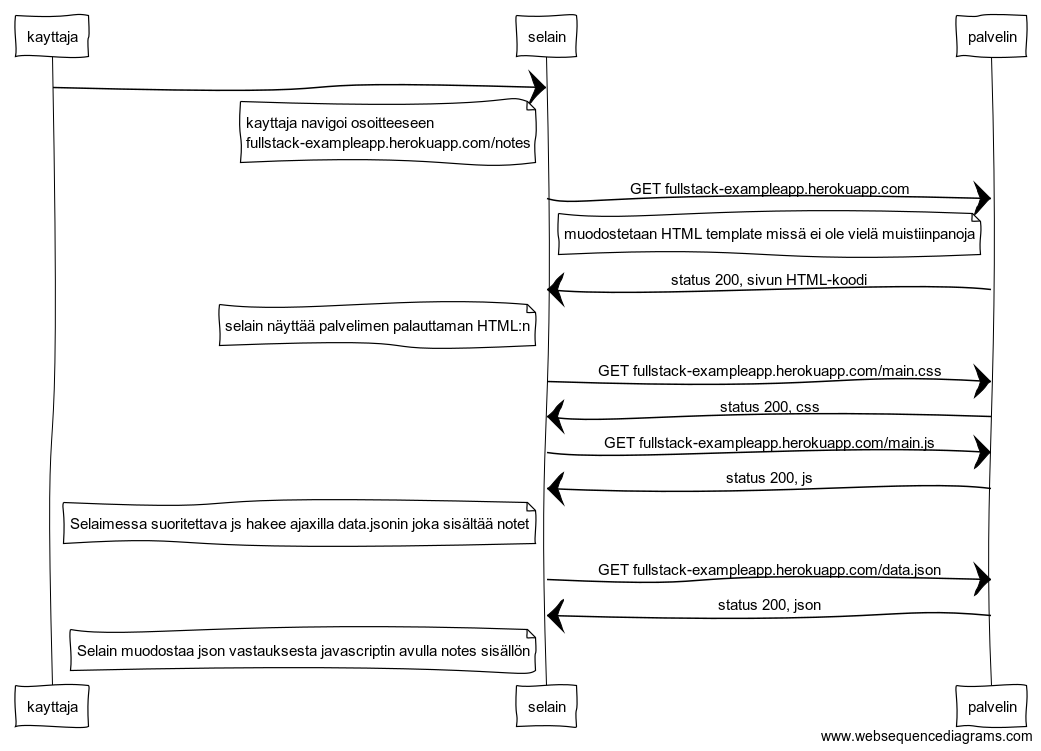 kayttaja
selain
palvelin
kayttaja navigoi osoitteeseen
fullstack-exampleapp.herokuapp.com/notes
GET fullstack-exampleapp.herokuapp.com
muodostetaan HTML template missä ei ole vielä muistiinpanoja
status 200, sivun HTML-koodi
selain näyttää palvelimen palauttaman HTML:n
GET fullstack-exampleapp.herokuapp.com/main.css
status 200, css
GET fullstack-exampleapp.herokuapp.com/main.js
status 200, js
Selaimessa suoritettava js hakee ajaxilla data.jsonin joka sisältää notet
GET fullstack-exampleapp.herokuapp.com/data.json
status 200, json
Selain muodostaa json vastauksesta javascriptin avulla notes sisällön
kayttaja
selain
palvelin
www.websequencediagrams.com